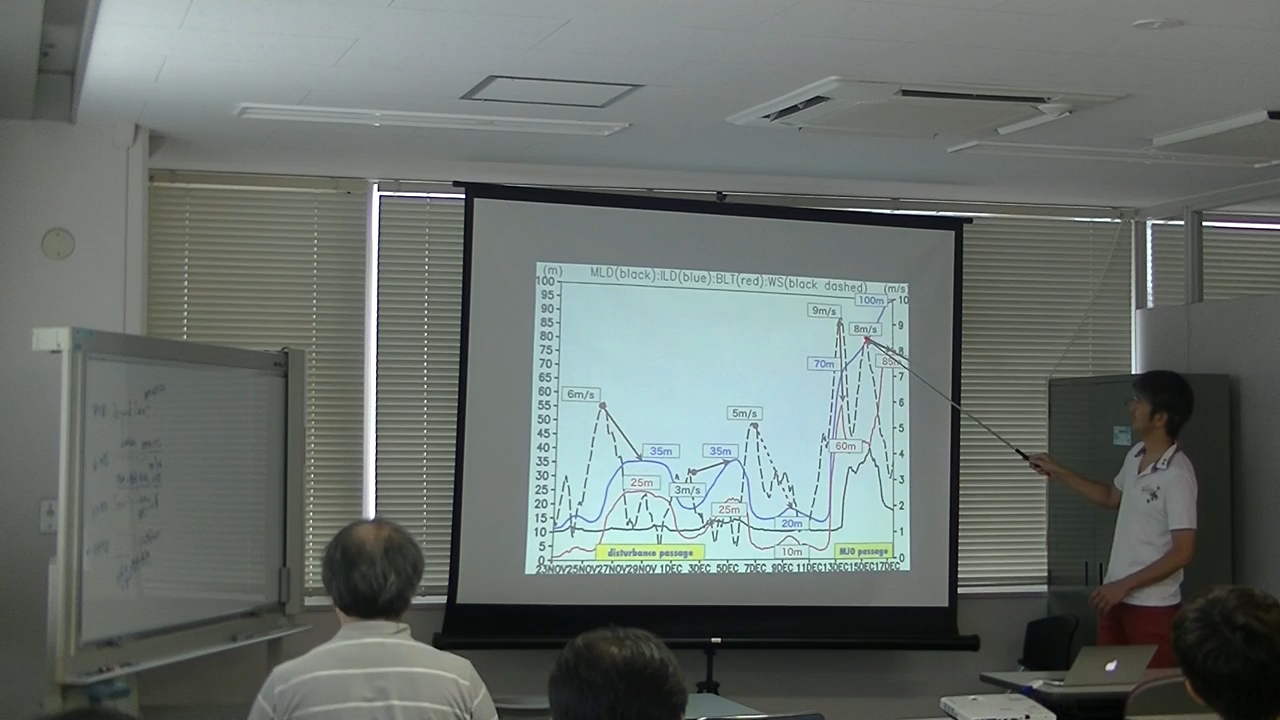 (m) MLD(black):ILD(blue):BLT(red):WS(black dashed) (m/s)
100
95
90
85
80
75
70
65
60
55
50
45
40
35
30
25
20
15
10
5
0
10
9
8
7
6
5
4
3
2
1
0
100m
9m/s
8m/s
70m
85m
6m/s
5m/s
60m
35m
35m
25m
3m/s
25m
20m
10m
disturbance passage
MJO passage
23NOV25NOV27NOV29NOV 1DEC 3DEC 5DEC 7DEC 9DEC 11DEC13DEC15DEC17DEC